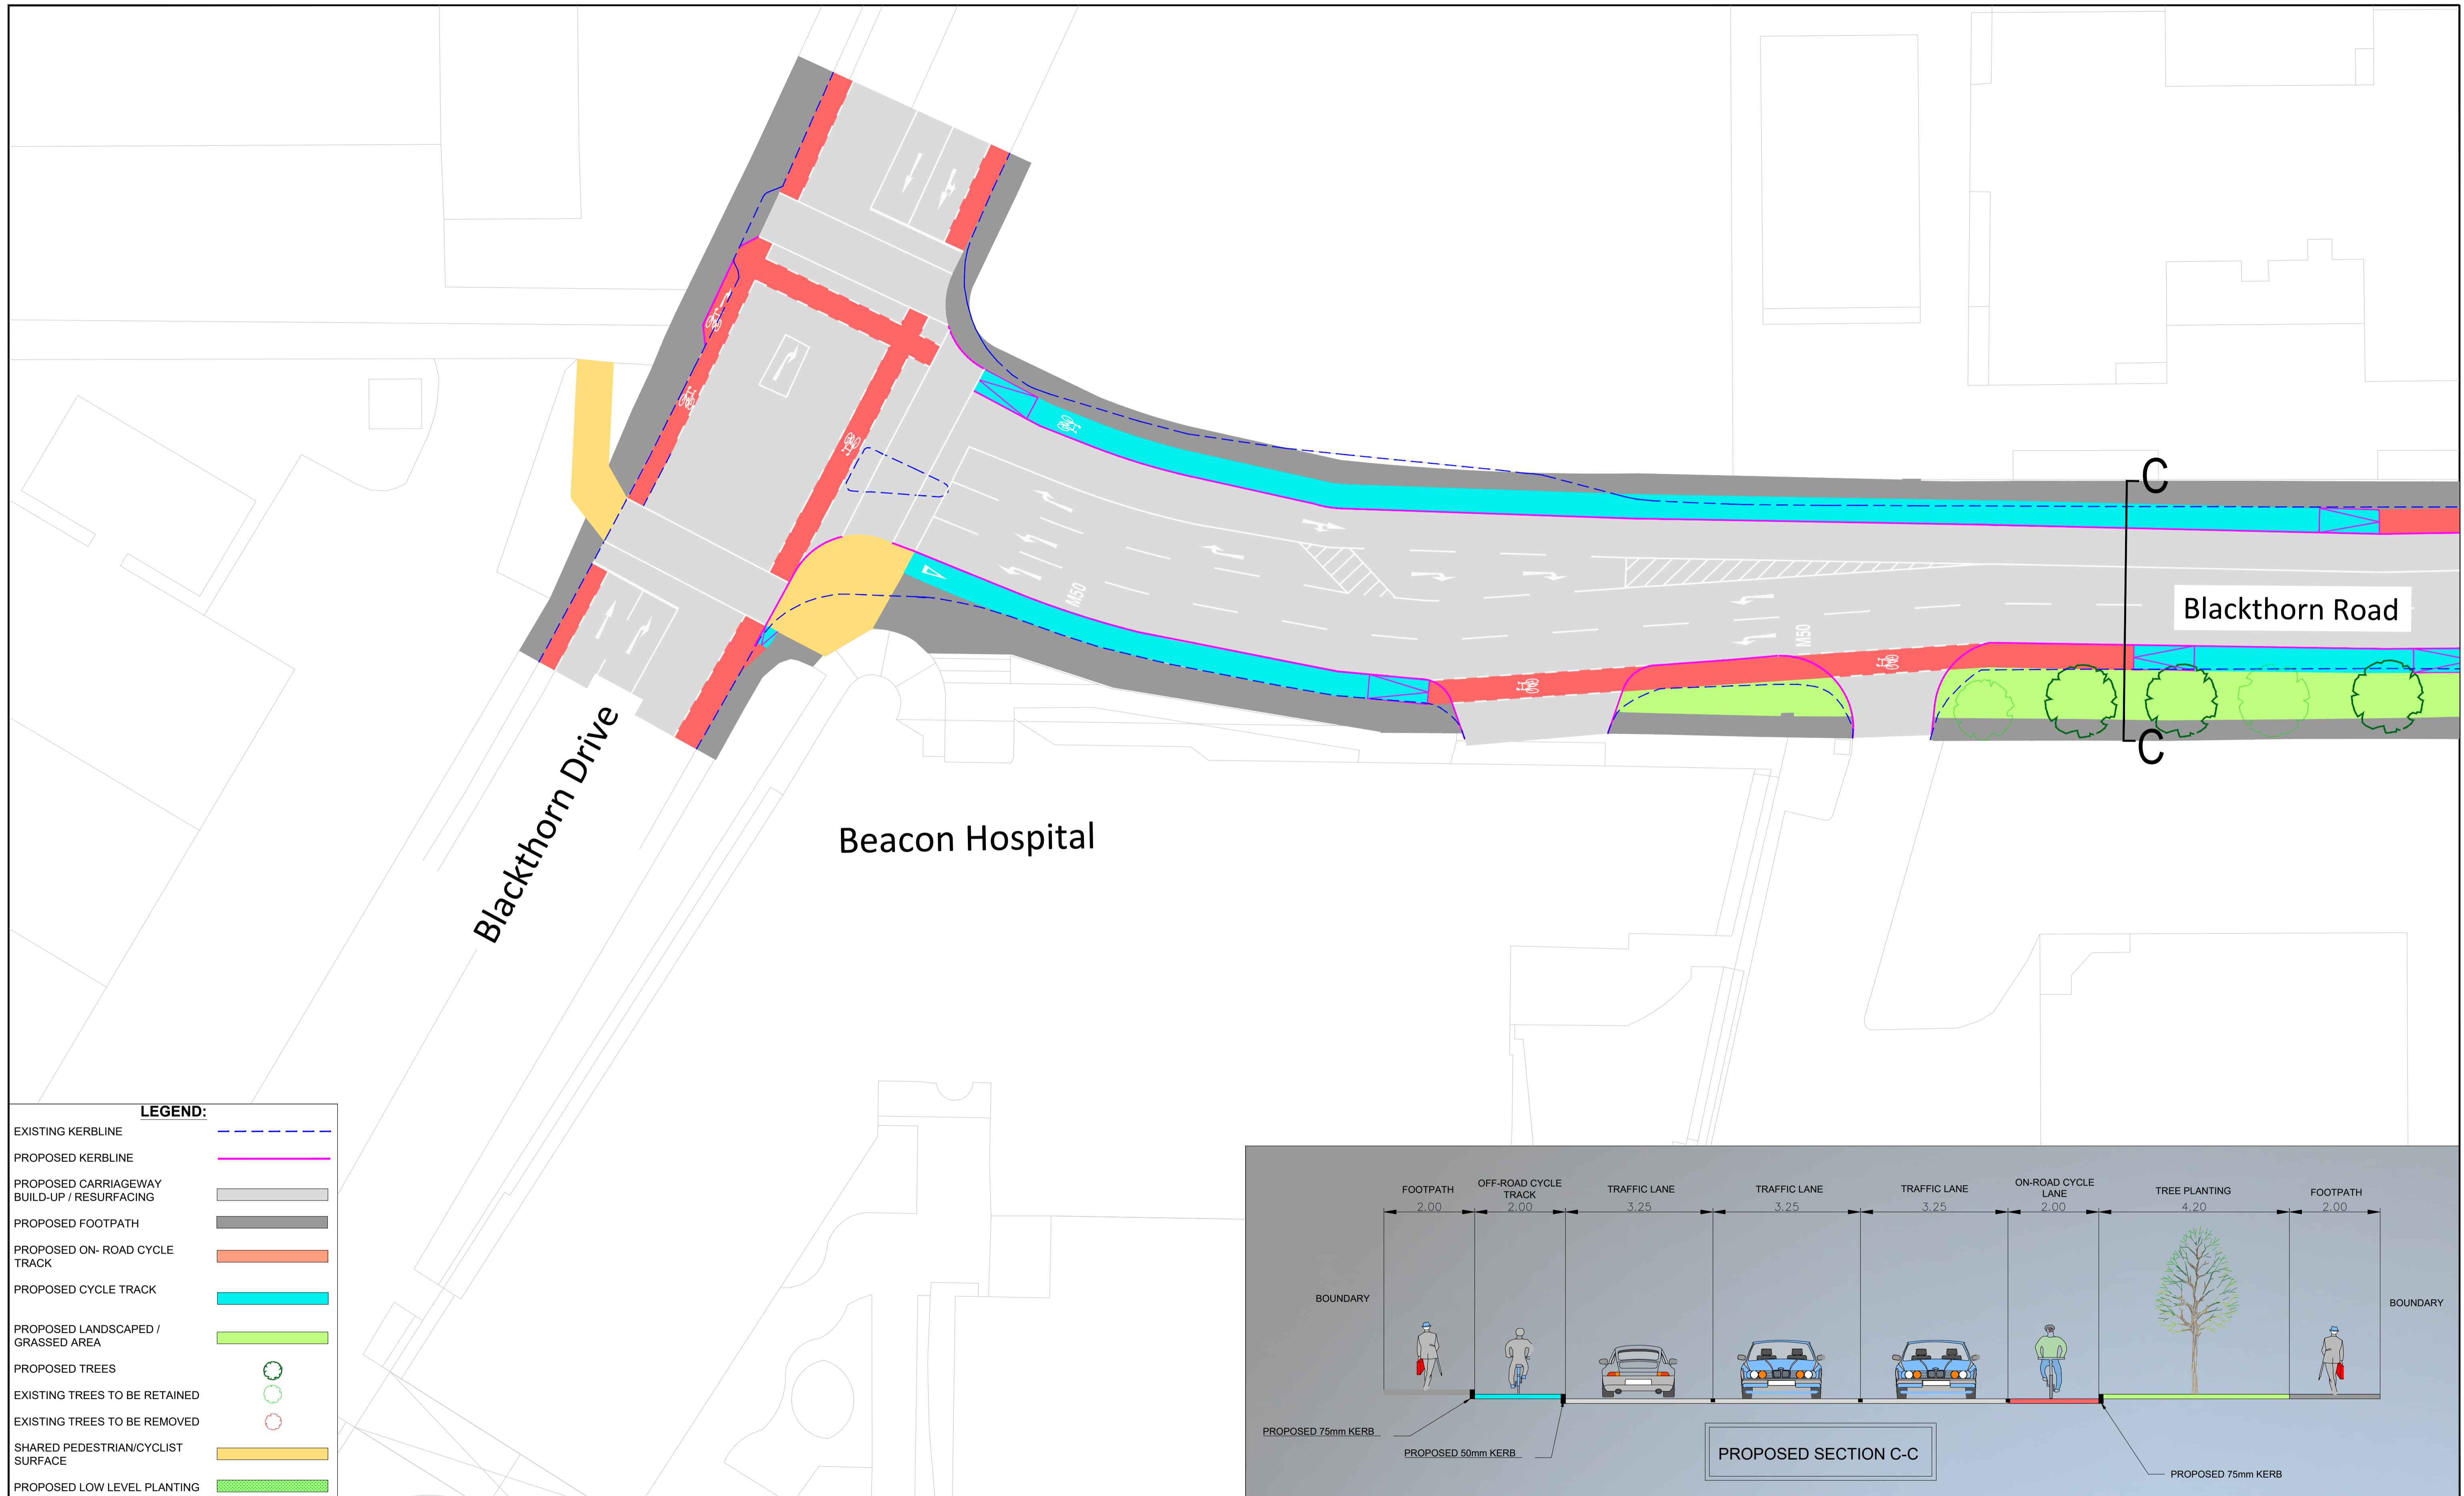 C
C
M50
M50
Blackthorn Road
Blackthorn Drive
Beacon Hospital
LEGEND:
EXISTING KERBLINE
PROPOSED KERBLINE
PROPOSED CARRIAGEWAY
BUILD-UP / RESURFACING
PROPOSED FOOTPATH
PROPOSED ON- ROAD CYCLE
TRACK
PROPOSED CYCLE TRACK
PROPOSED LANDSCAPED /
GRASSED AREA
PROPOSED TREES
EXISTING TREES TO BE RETAINED
EXISTING TREES TO BE REMOVED
SHARED PEDESTRIAN/CYCLIST
SURFACE
PROPOSED LOW LEVEL PLANTING
FOOTPATH
2.00
OFF-ROAD CYCLE
TRACK
2.00
TRAFFIC LANE
3.25
TRAFFIC LANE
3.25
TRAFFIC LANE
3.25
ON-ROAD CYCLE
LANE
2.00
TREE PLANTING
4.20
FOOTPATH
2.00
BOUNDARY
BOUNDARY
PROPOSED 75mm KERB
PROPOSED 50mm KERB
PROPOSED SECTION C-C
PROPOSED 75mm KERB